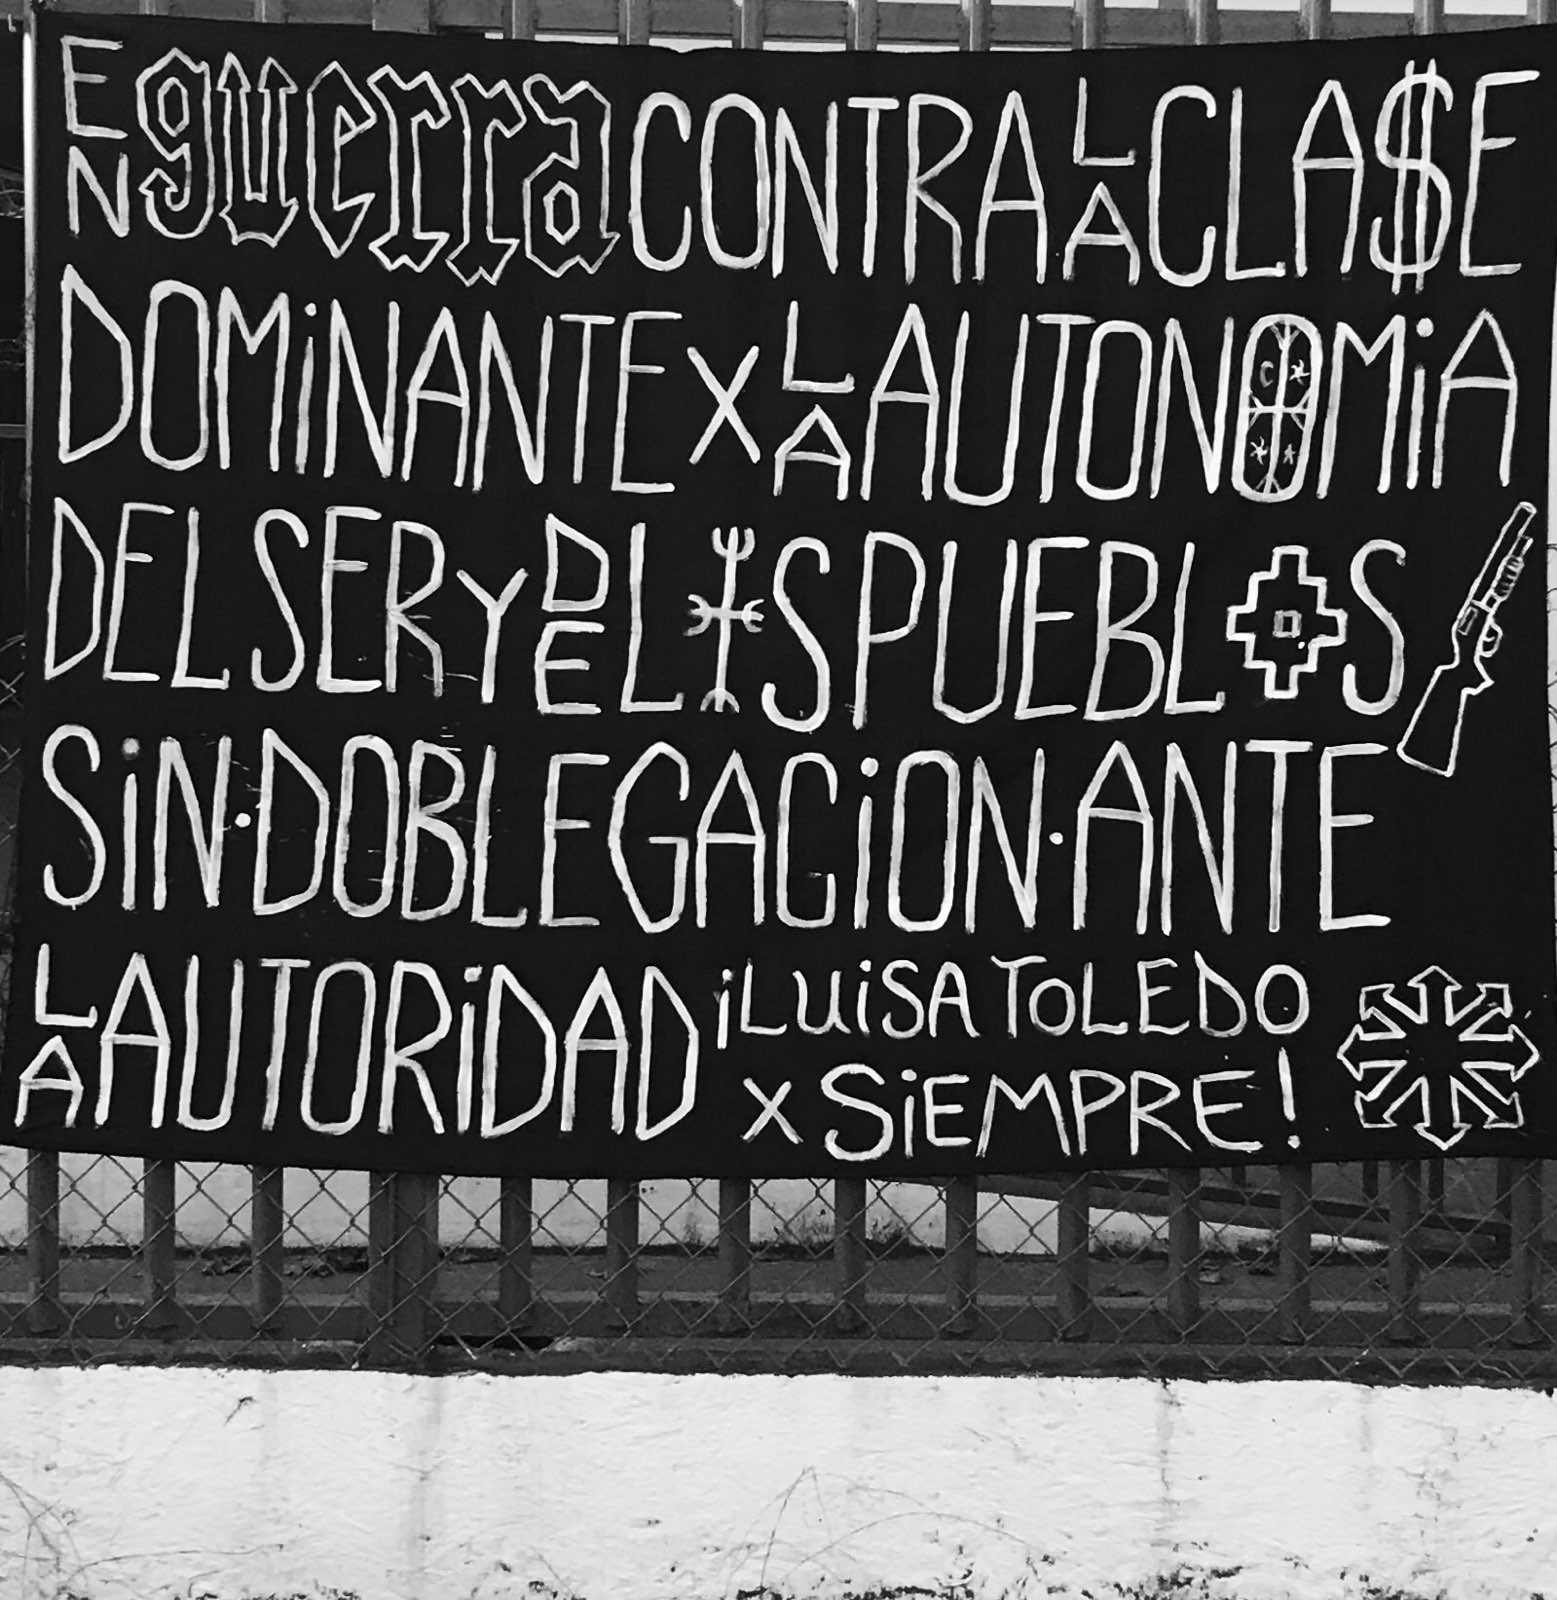 EN guerra CONTRA LA CLA$E
DOMiNANTE X LA AUTONOMiA
DEL SER Y DE L☩S PUEBLOS
SiN·DOBLEGACiON·ANTE
LA AUTORiDAD ¡LUiSA TOLEDO
X SiEMPRE!